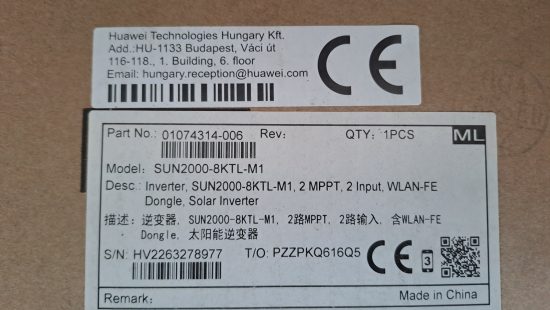 Huawei Technologies Hungary Kft.
Add.:HU-1133 Budapest, Váci út
116-118., 1. Building, 6. floor
Email: hungary.reception@huawei.com
CE
Part No.: 01074314-006 Rev: QTY: 1PCS ML
Model: SUN2000-8KTL-M1
Desc.: Inverter, SUN2000-8KTL-M1, 2 MPPT, 2 Input, WLAN-FE
Dongle, Solar Inverter
描述: 逆变器, SUN2000-8KTL-M1, 2路MPPT, 2路输入, 含WLAN-FE
Dongle, 太阳能逆变器
S/N: HV2263278977 T/O: PZZPKQ616Q5 CE 3
Remark: Made in China